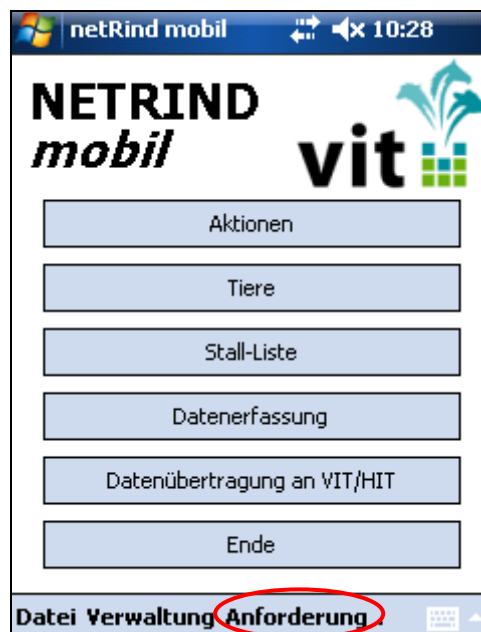 netRind mobil 10:28
NETRIND
mobil
vit
Aktionen
Tiere
Stall-Liste
Datenerfassung
Datenübertragung an VIT/HIT
Ende
Datei Verwaltung Anforderung